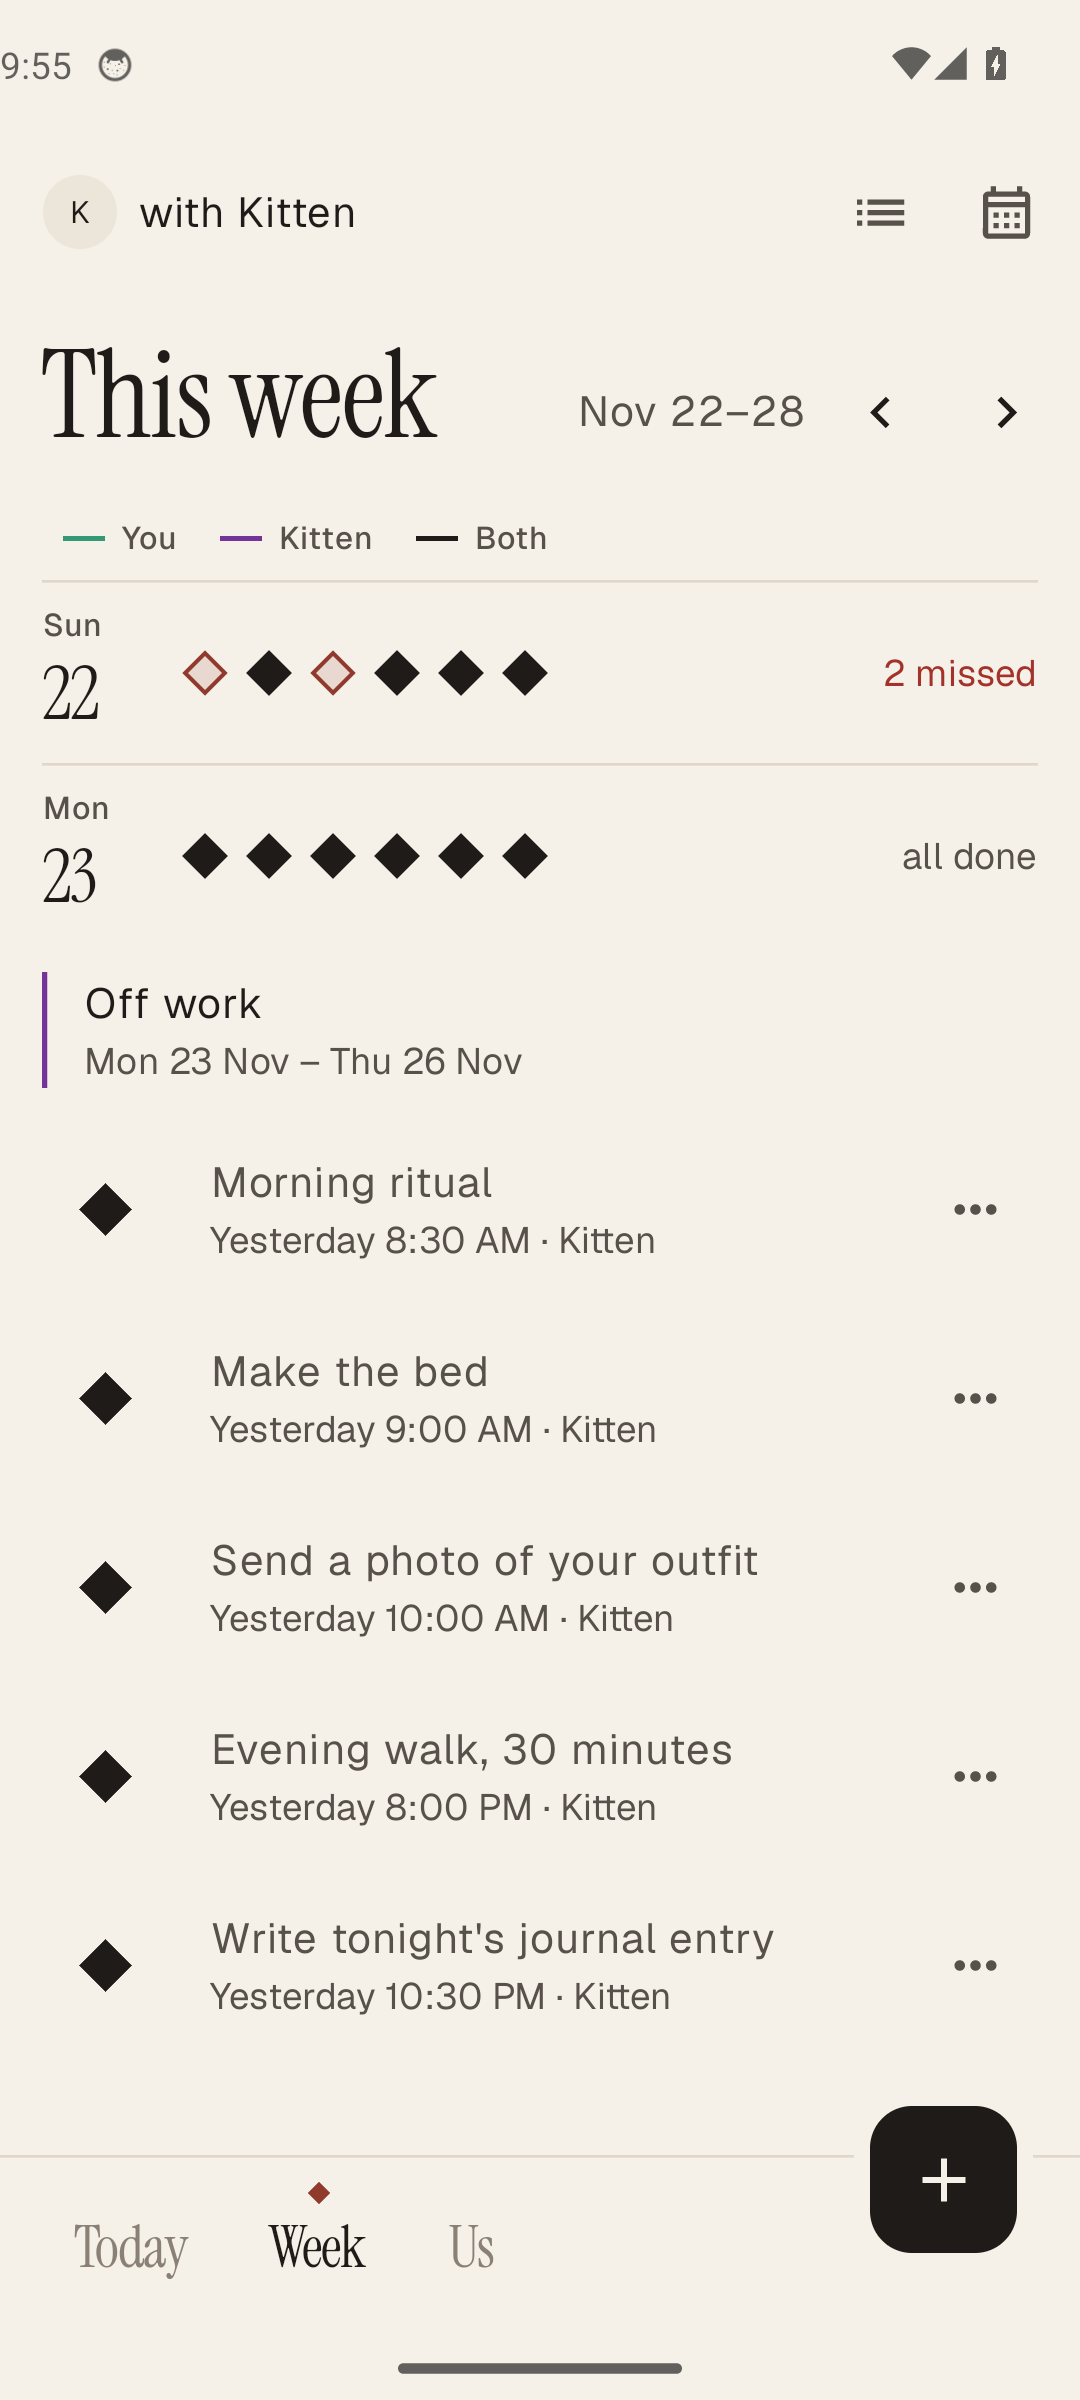 9:55
K with Kitten
This week
Nov 22–28
You Kitten Both
Sun
22
2 missed
Mon
23
all done
Off work
Mon 23 Nov – Thu 26 Nov
Morning ritual
Yesterday 8:30 AM · Kitten
Make the bed
Yesterday 9:00 AM · Kitten
Send a photo of your outfit
Yesterday 10:00 AM · Kitten
Evening walk, 30 minutes
Yesterday 8:00 PM · Kitten
Write tonight's journal entry
Yesterday 10:30 PM · Kitten
Today Week Us